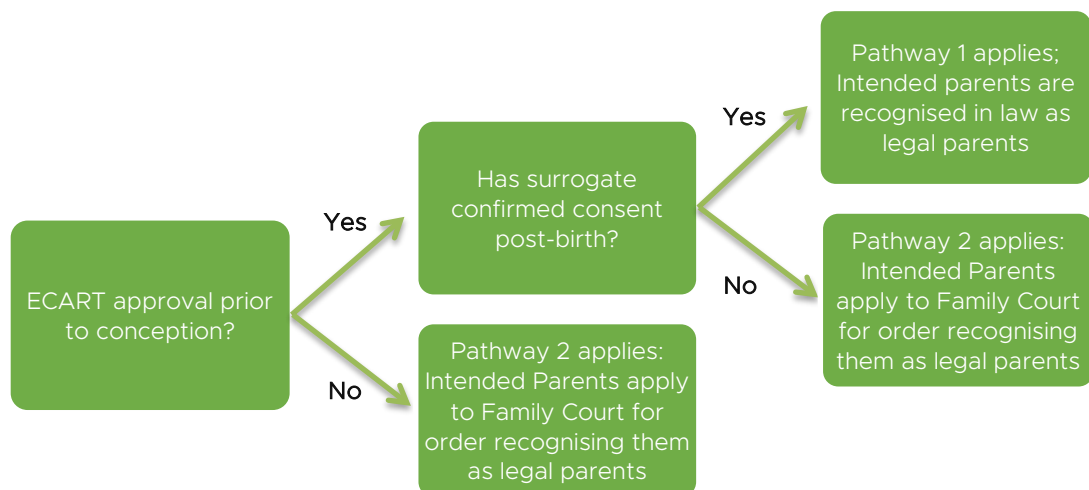 ECART approval prior
to conception?
Yes
No
Has surrogate
confirmed consent
post-birth?
Pathway 2 applies:
Intended Parents apply
to Family Court for
order recognising them
as legal parents
Yes
No
Pathway 1 applies;
Intended parents are
recognised in law as
legal parents
Pathway 2 applies:
Intended Parents
apply to Family Court
for order recognising
them as legal parents